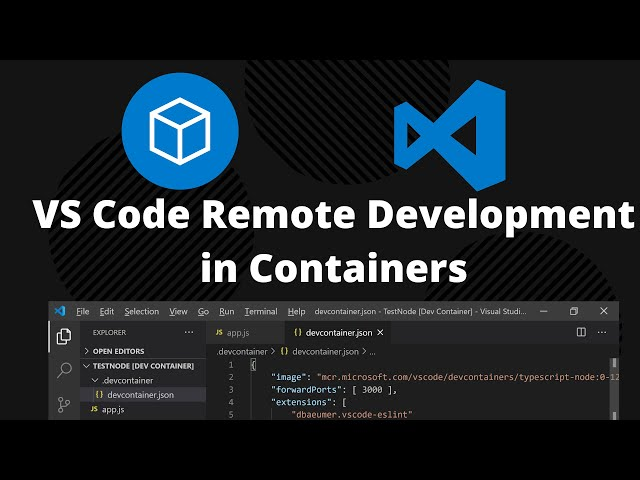 VS Code Remote Development
in Containers
File Edit Selection View Go Run Terminal Help devcontainer.json - TestNode [Dev Container] - Visual Studi...
EXPLORER ... JS app.js {} devcontainer.json ×
> OPEN EDITORS .devcontainer > {} devcontainer.json > ...
TESTNODE [DEV CONTAINER] 1 {
.devcontainer 2 "image": "mcr.microsoft.com/vscode/devcontainers/typescript-node:0-12
{} devcontainer.json 3 "forwardPorts": [ 3000 ],
JS app.js 4 "extensions": [
5 "dbaeumer.vscode-eslint"